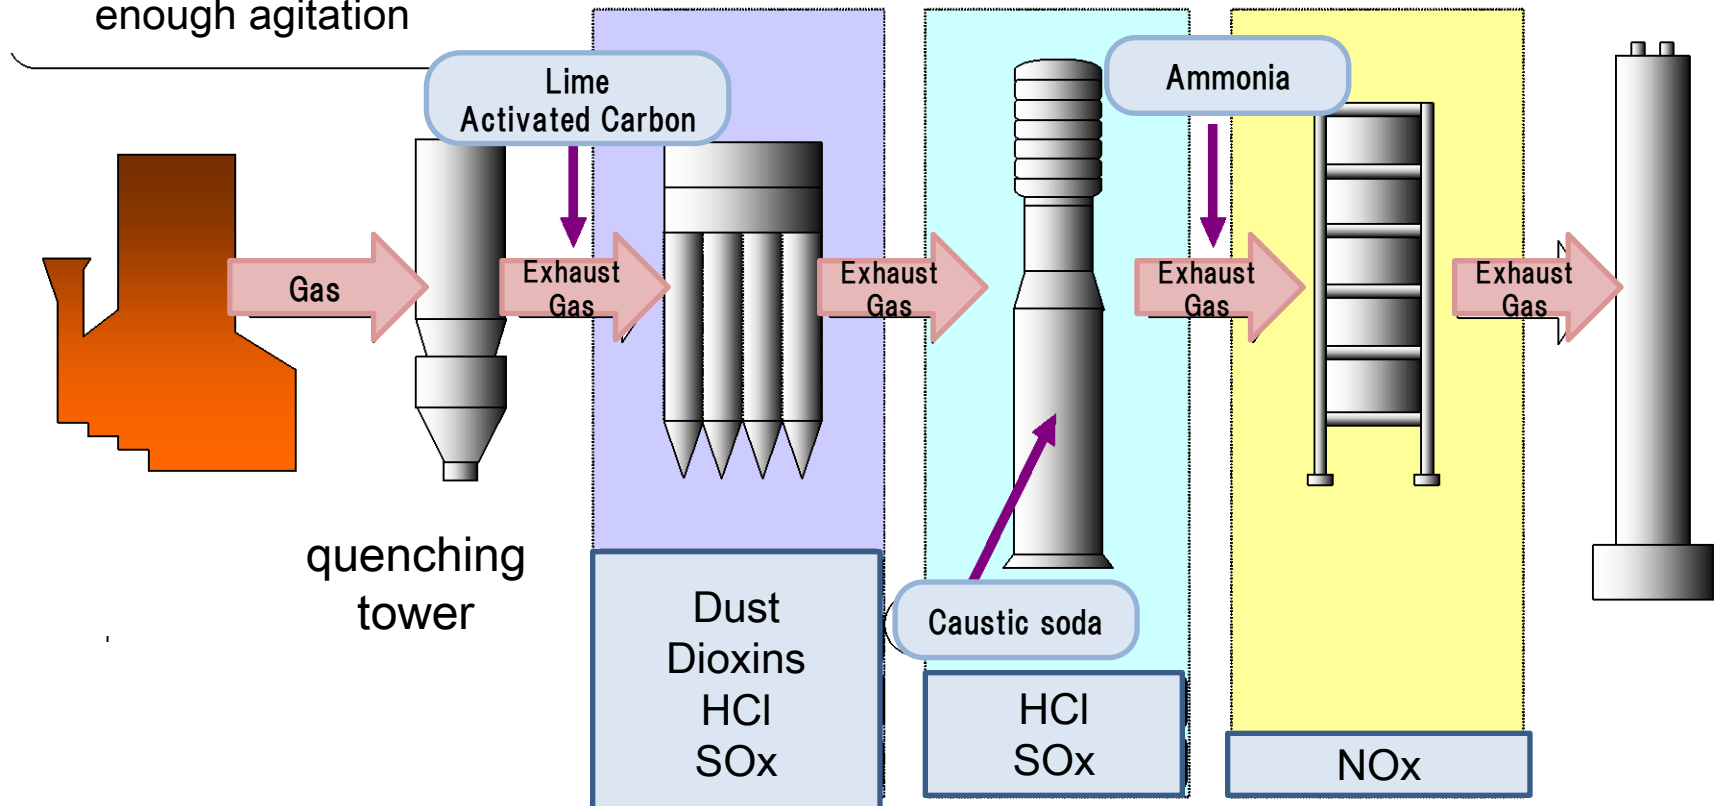 enough agitation
Lime
Activated Carbon
Ammonia
Gas
Exhaust
Gas
Exhaust
Gas
Exhaust
Gas
Exhaust
Gas
quenching
tower
Caustic soda
Dust
Dioxins
HCl
SOx
HCl
SOx
NOx